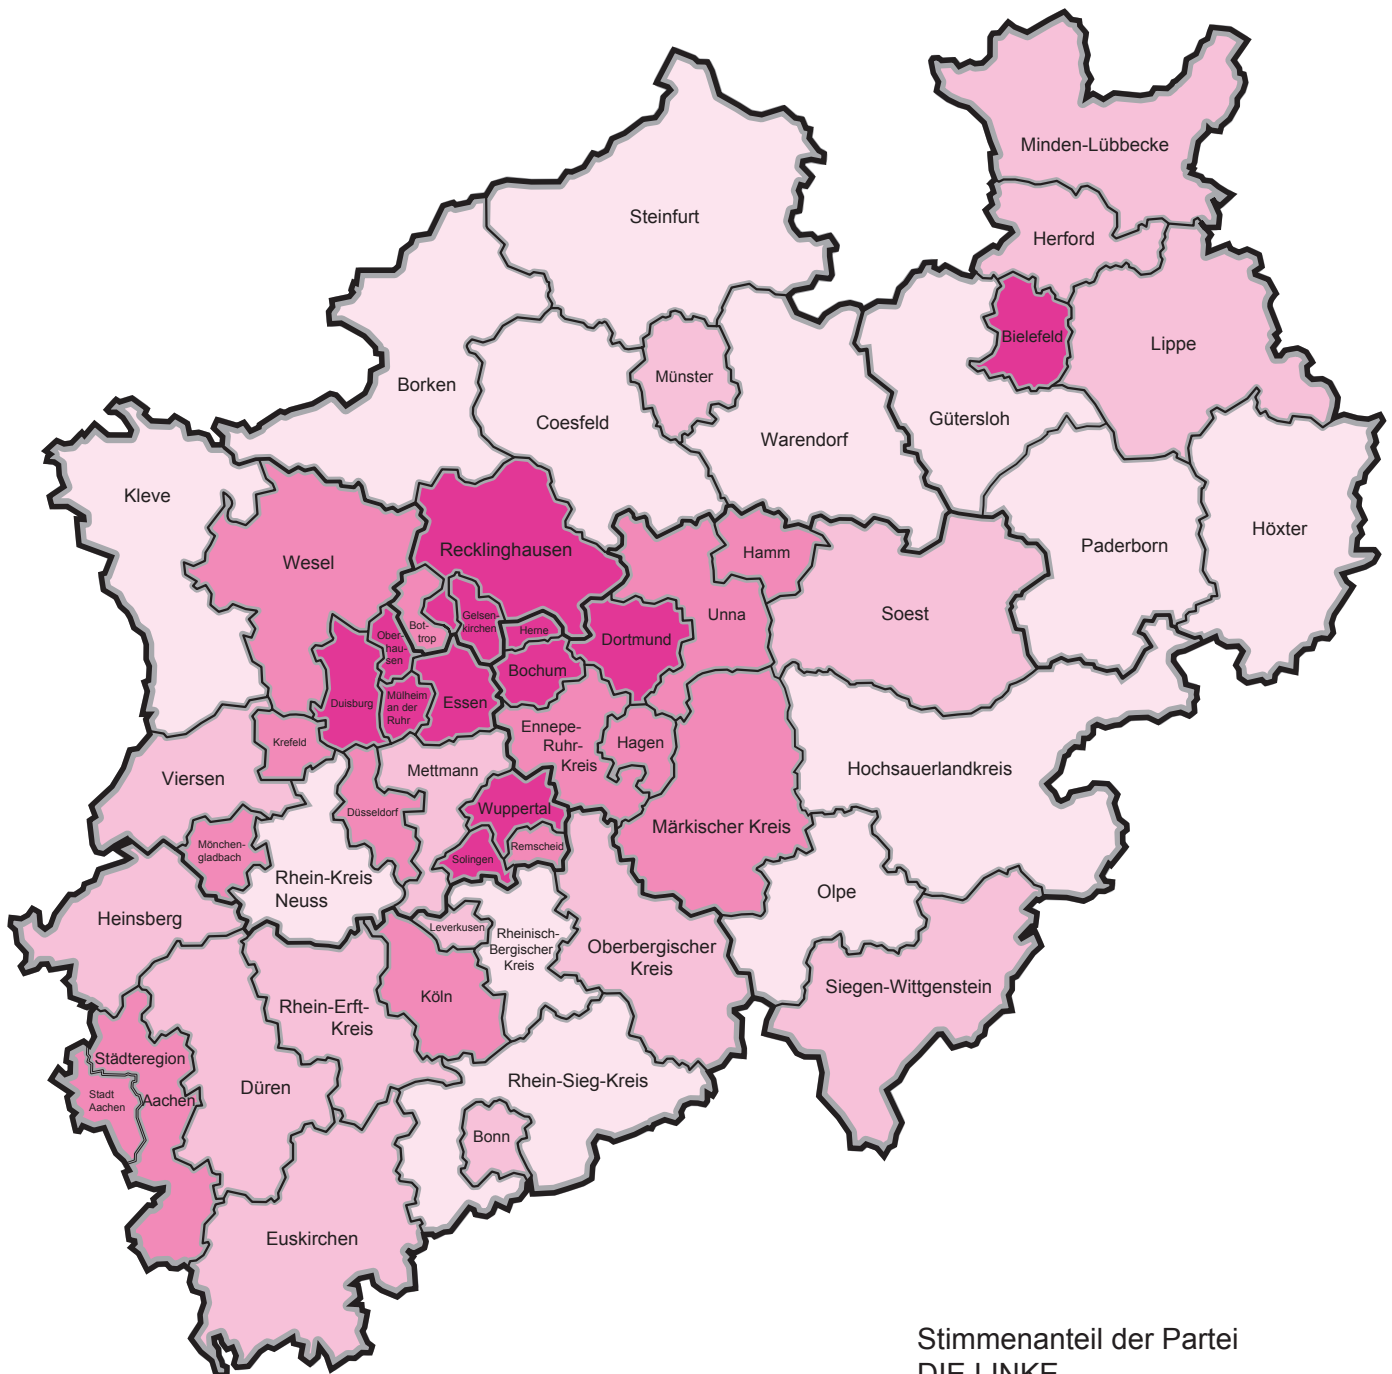 Minden-Lübbecke
Steinfurt
Herford
Bielefeld
Lippe
Borken
Münster
Coesfeld
Gütersloh
Warendorf
Kleve
Höxter
Recklinghausen
Paderborn
Wesel
Hamm
Unna
Soest
Gelsen-
kirchen
Bot-
trop
Herne
Ober-
hau-
sen
Dortmund
Bochum
Duisburg
Mülheim
an der
Ruhr
Essen
Ennepe-
Ruhr-
Kreis
Hagen
Krefeld
Viersen
Mettmann
Hochsauerlandkreis
Düsseldorf
Wuppertal
Märkischer Kreis
Mönchen-
gladbach
Remscheid
Solingen
Rhein-Kreis
Neuss
Olpe
Heinsberg
Leverkusen
Rheinisch-
Bergischer
Kreis
Oberbergischer
Kreis
Siegen-Wittgenstein
Köln
Rhein-Erft-
Kreis
Städteregion
Aachen
Stadt
Aachen
Düren
Rhein-Sieg-Kreis
Bonn
Euskirchen
Stimmenanteil der Partei
DIE LINKE